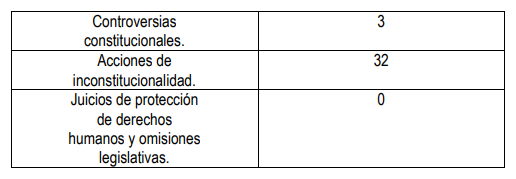 Controversias
constitucionales.
3
Acciones de
inconstitucionalidad.
32
Juicios de protección
de derechos
humanos y omisiones
legislativas.
0